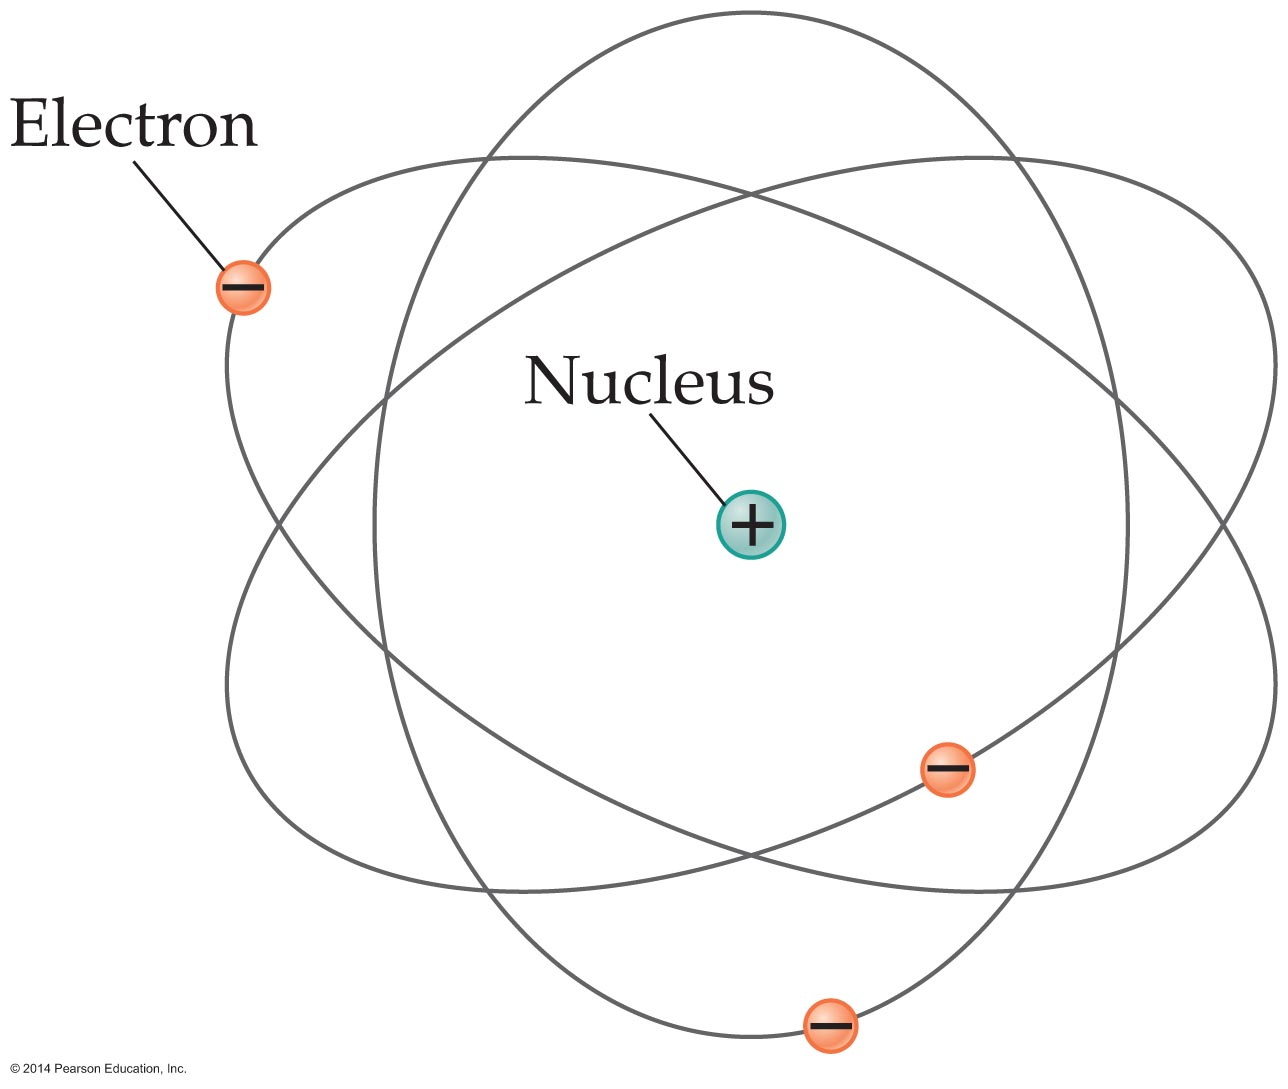 Electron
Nucleus
+
−
−
−
© 2014 Pearson Education, Inc.